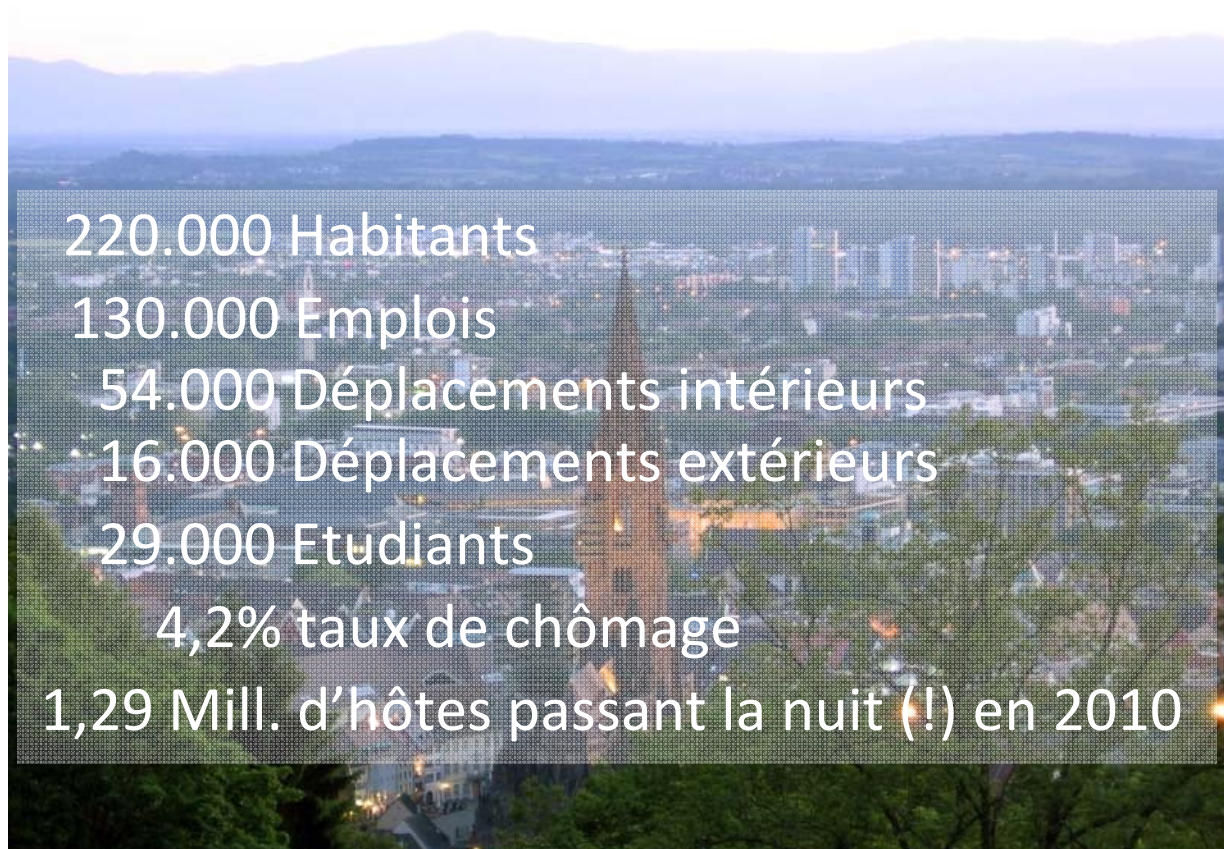 220.000 Habitants
130.000 Emplois
54.000 Déplacements intérieurs
16.000 Déplacements extérieurs
29.000 Etudiants
4,2% taux de chômage
1,29 Mill. d’hôtes passant la nuit (!) en 2010